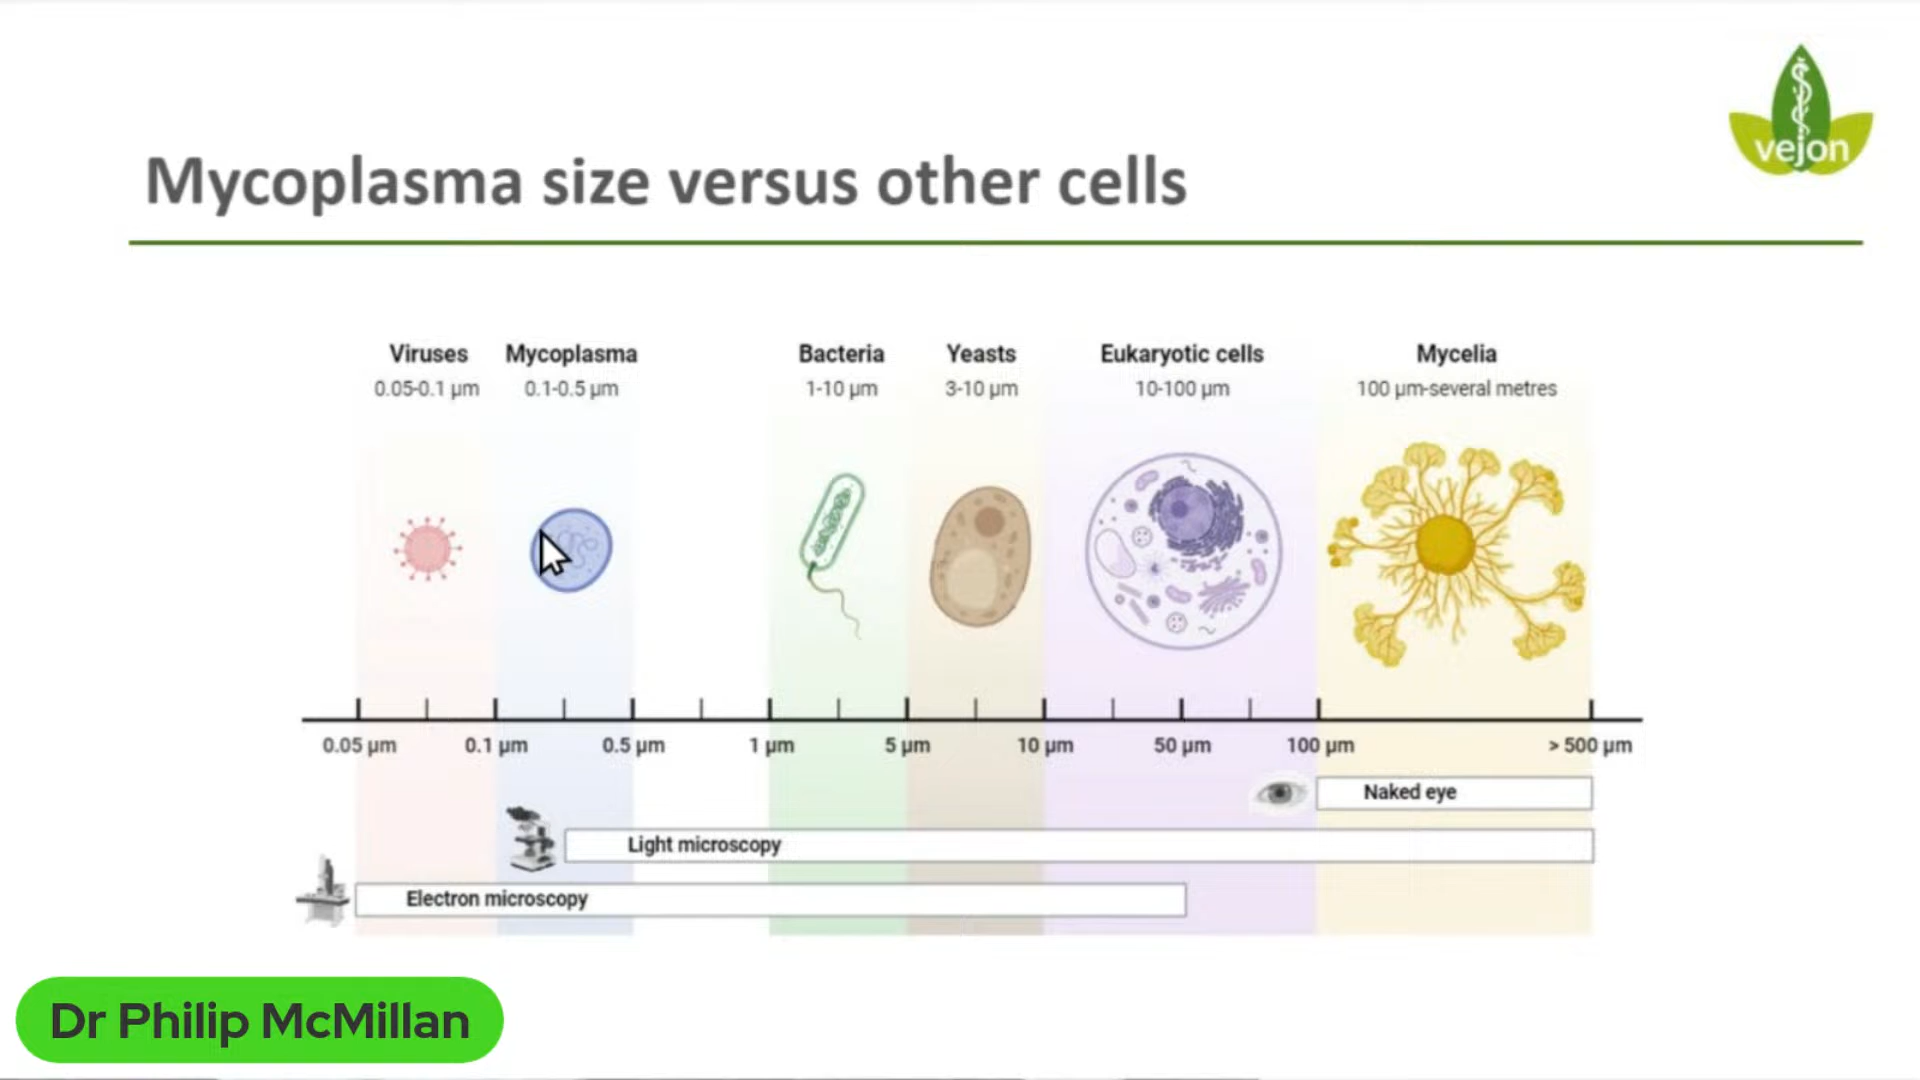 vejon
Mycoplasma size versus other cells
Viruses Mycoplasma Bacteria Yeasts Eukaryotic cells Mycelia
0.05-0.1 µm 0.1-0.5 µm 1-10 µm 3-10 µm 10-100 µm 100 µm-several metres
0.05 µm 0.1 µm 0.5 µm 1 µm 5 µm 10 µm 50 µm 100 µm > 500 µm
Naked eye
Light microscopy
Electron microscopy
Dr Philip McMillan